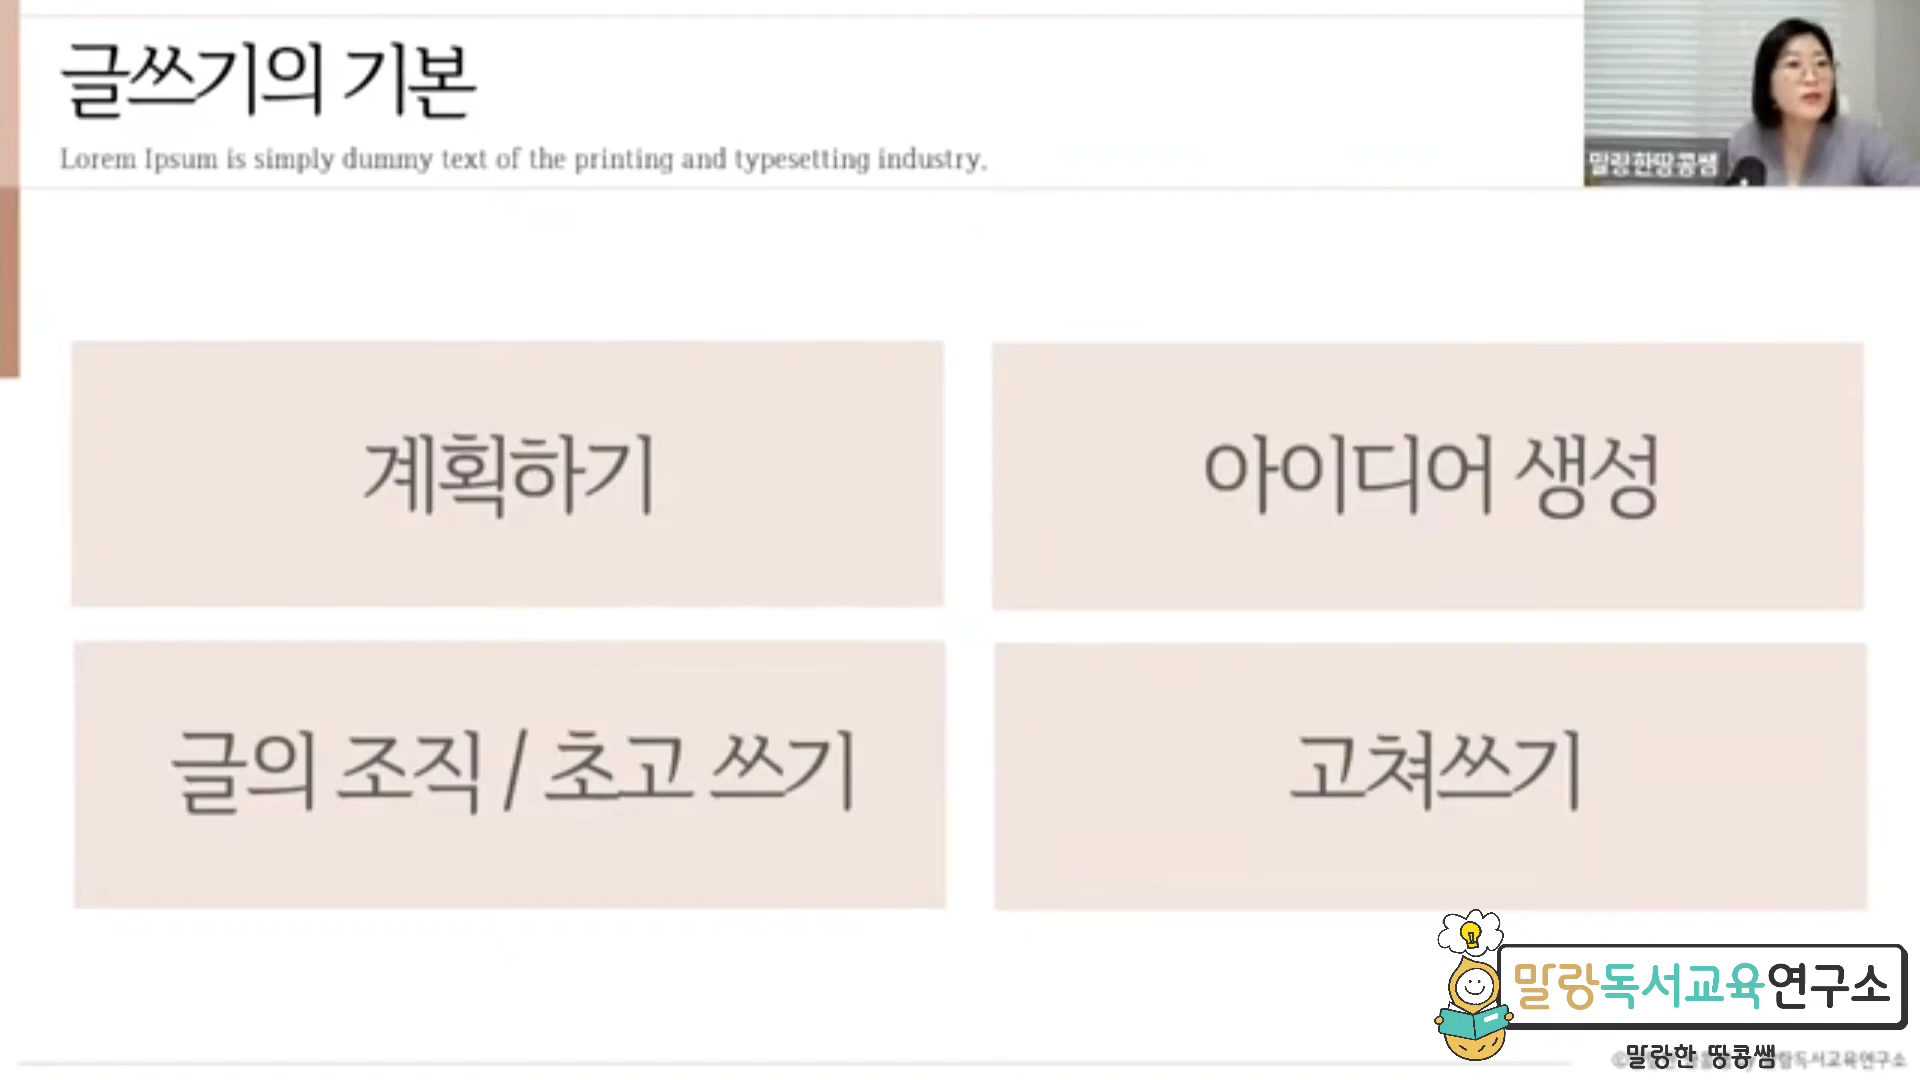 글쓰기의 기본
Lorem Ipsum is simply dummy text of the printing and typesetting industry.
말랑한땅콩쌤
계획하기
아이디어 생성
글의 조직 / 초고 쓰기
고쳐쓰기
말랑독서교육연구소
말랑한 땅콩쌤